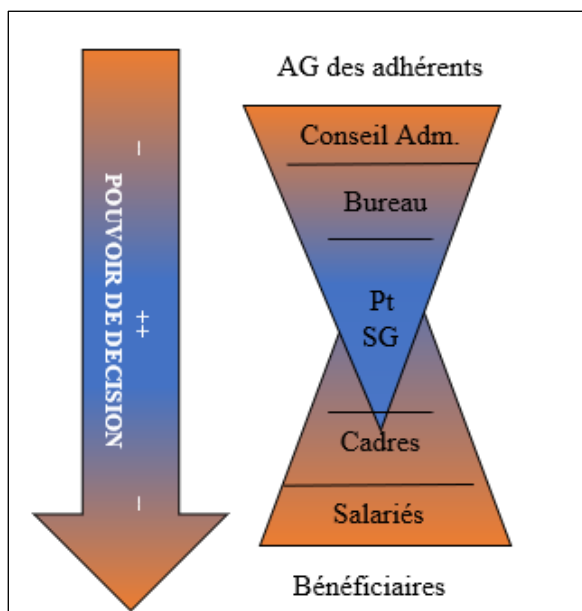 AG des adhérents
Conseil Adm.
Bureau
Pt
SG
Cadres
Salariés
Bénéficiaires
–
POUVOIR DE DECISION
++
–